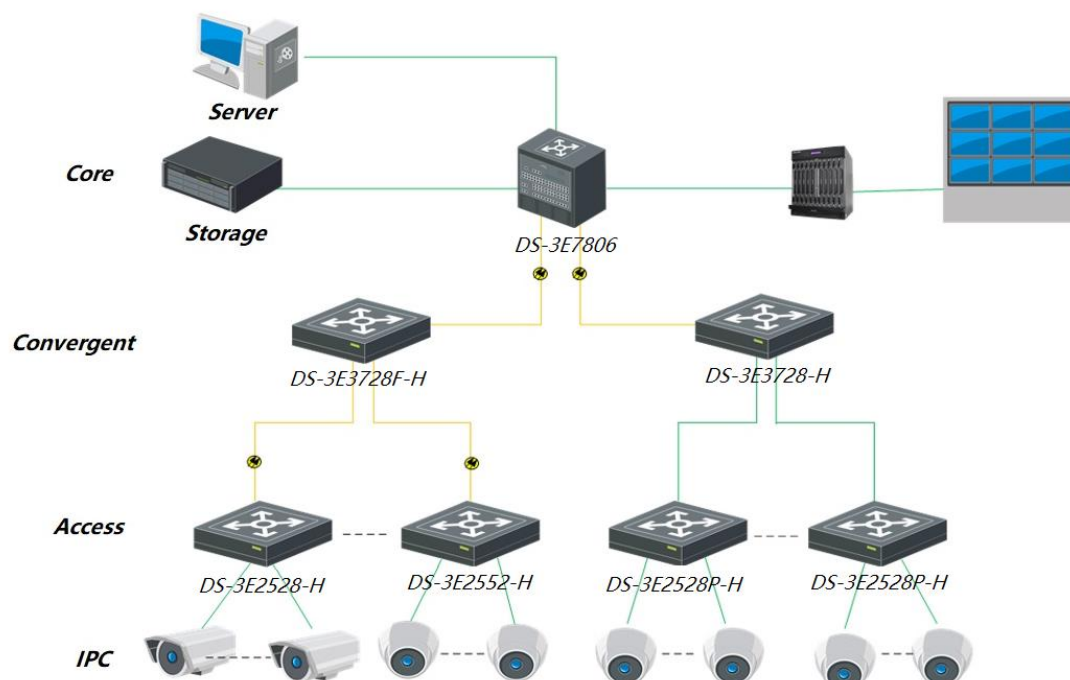 Server
Core
Storage
DS-3E7806
Convergent
DS-3E3728F-H
DS-3E3728-H
Access
DS-3E2528-H
DS-3E2552-H
DS-3E2528P-H
DS-3E2528P-H
IPC